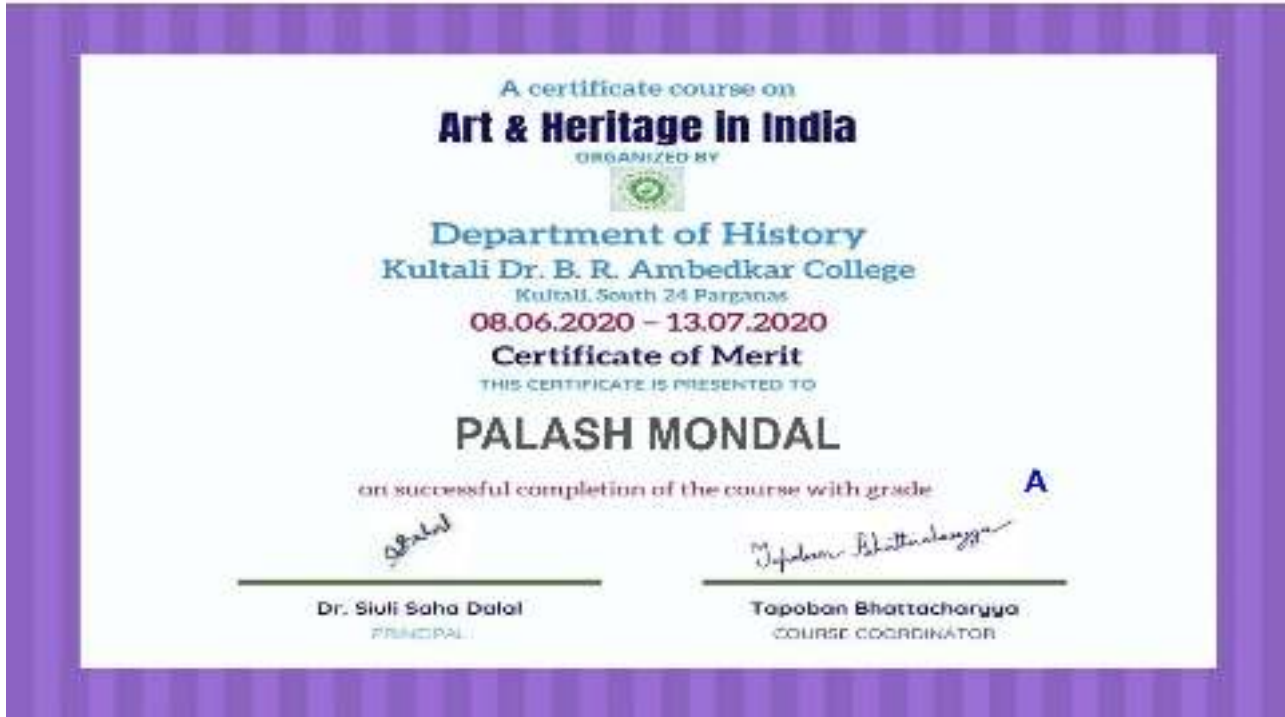 A certificate course on
Art & Heritage in India
ORGANIZED BY
Department of History
Kultali Dr. B. R. Ambedkar College
Kultali, South 24 Parganas
08.06.2020 – 13.07.2020
Certificate of Merit
THIS CERTIFICATE IS PRESENTED TO
PALASH MONDAL
on successful completion of the course with grade A
Tapoban Bhattacharyya
Dr. Siuli Saha Dalal
Tapoban Bhattacharyya
PRINCIPAL
COURSE COORDINATOR